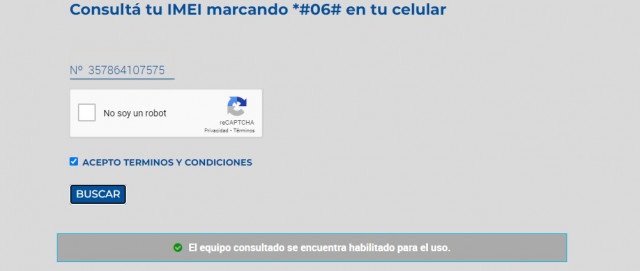 Consultá tu IMEI marcando *#06# en tu celular
Nº 357864107575
No soy un robot
reCAPTCHA
Privacidad - Términos
ACEPTO TERMINOS Y CONDICIONES
BUSCAR
El equipo consultado se encuentra habilitado para el uso.